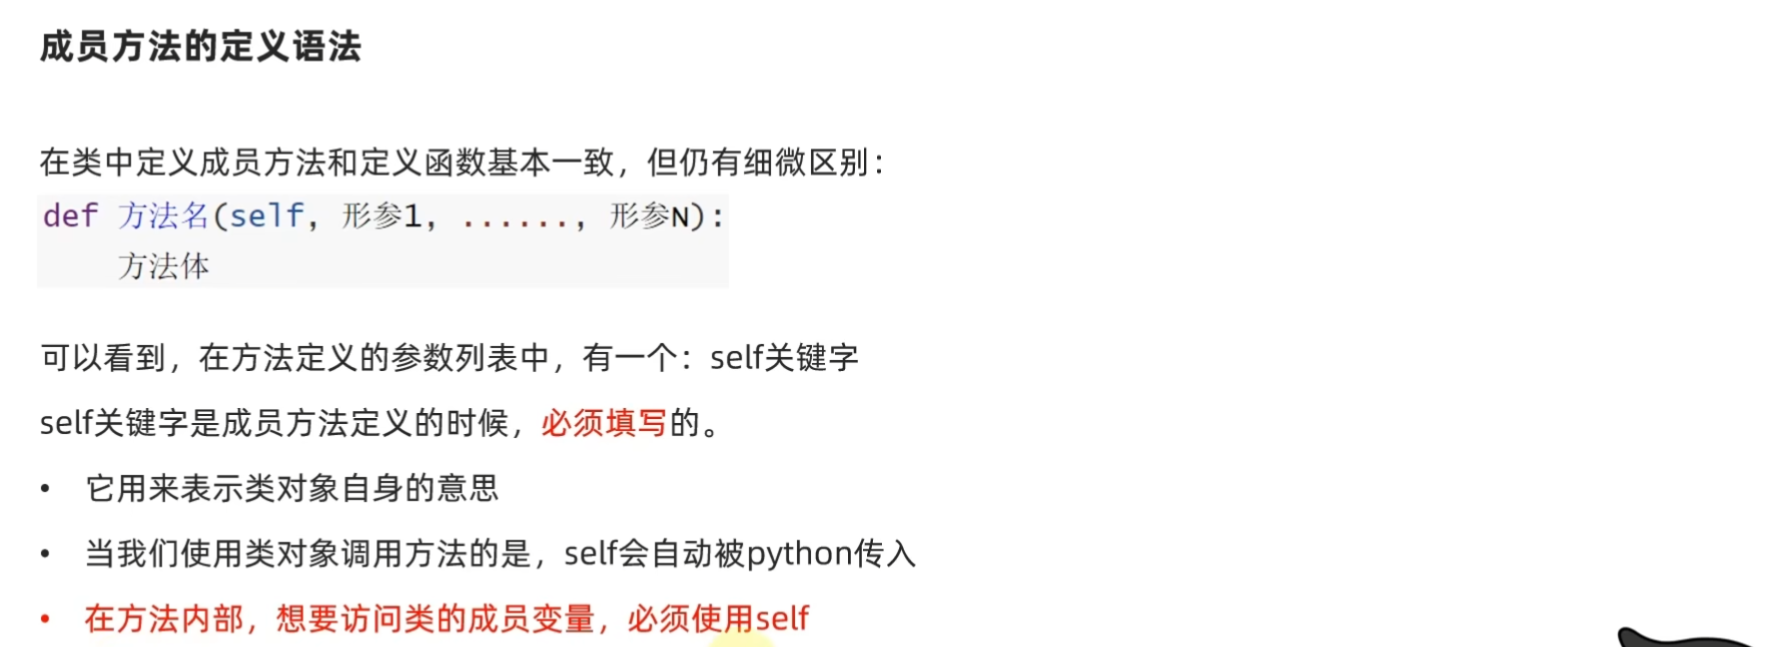 成员方法的定义语法
在类中定义成员方法和定义函数基本一致，但仍有细微区别：
def 方法名(self, 形参1, ......, 形参N):
方法体
可以看到，在方法定义的参数列表中，有一个：self关键字
self关键字是成员方法定义的时候，必须填写的。
• 它用来表示类对象自身的意思
• 当我们使用类对象调用方法的是，self会自动被python传入
• 在方法内部，想要访问类的成员变量，必须使用self